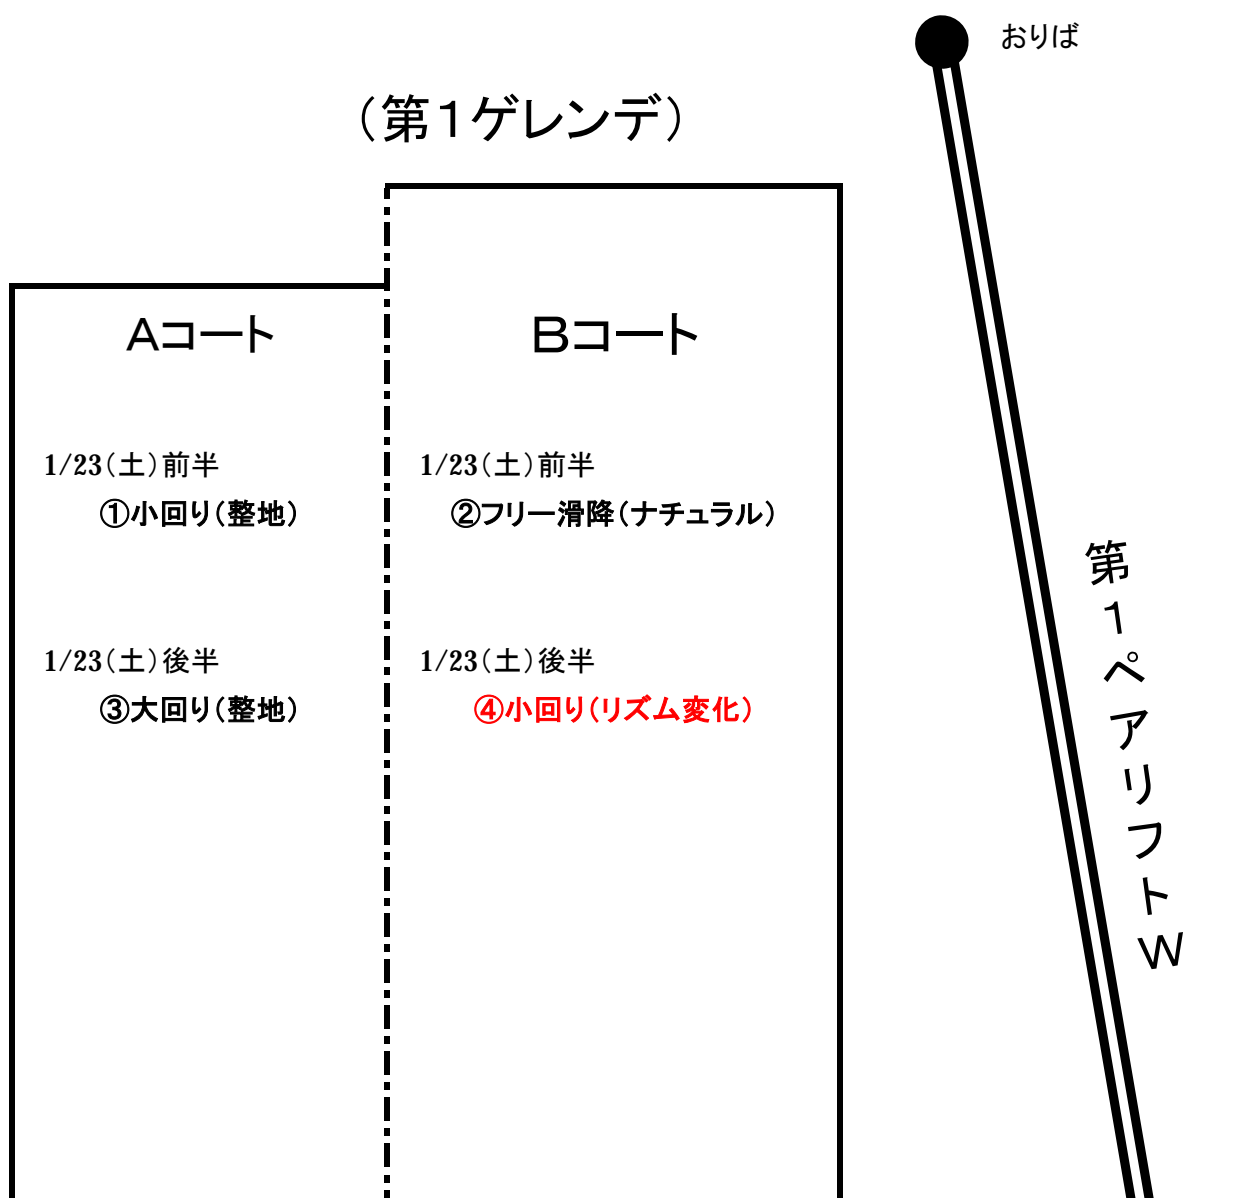 おりば
（第１ゲレンデ）
Ａコート
Ｂコート
1/23（土）前半
①小回り（整地）
1/23（土）前半
②フリー滑降（ナチュラル）
1/23（土）後半
③大回り（整地）
1/23（土）後半
④小回り（リズム変化）
第１ペアリフトＷ